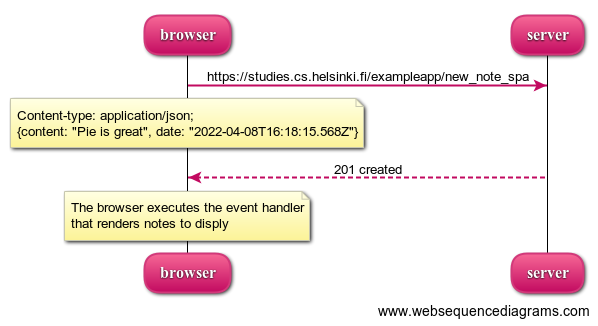 browser
server
https://studies.cs.helsinki.fi/exampleapp/new_note_spa
Content-type: application/json;
{content: "Pie is great", date: "2022-04-08T16:18:15.568Z"}
201 created
The browser executes the event handler
that renders notes to disply
browser
server
www.websequencediagrams.com